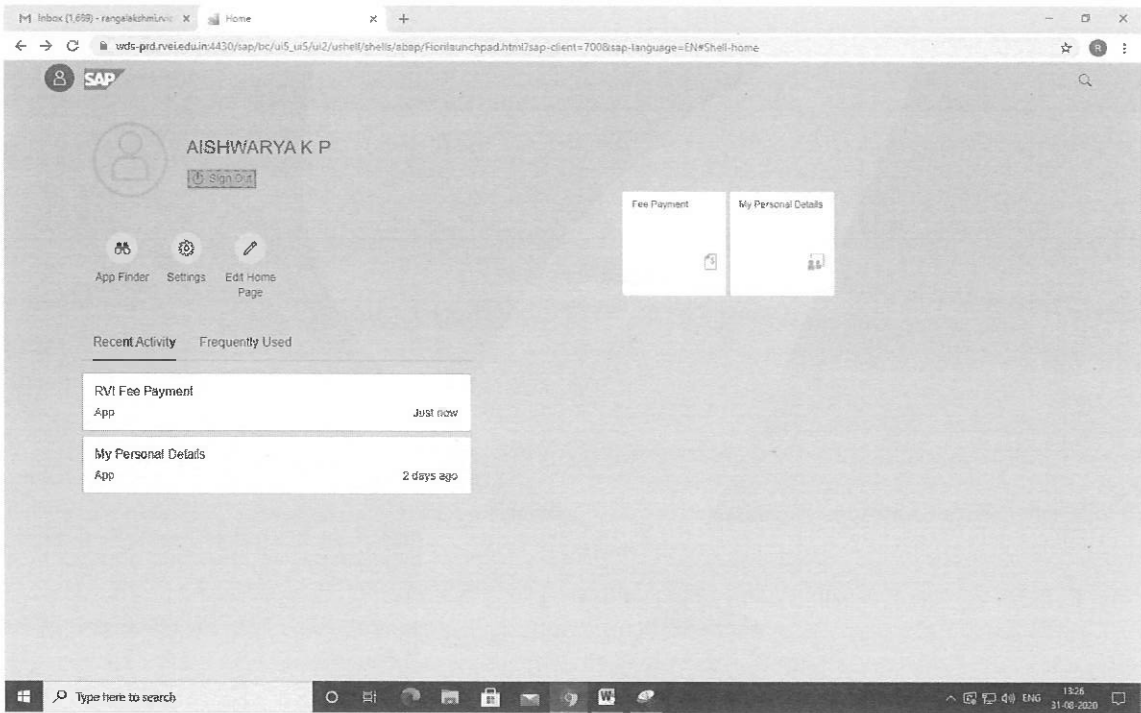 Inbox (1,699) - rangalakshmi.rv
Home
wds-prd.rvei.edu.in:4430/sap/bc/ui5_ui5/ui2/ushell/shells/abap/Fiorilaunchpad.html?sap-client=700&sap-language=EN#Shell-home
R
SAP
AISHWARYA K P
Sign Out
Fee Payment
My Personal Details
App Finder
Settings
Edit Home
Page
Recent Activity
Frequently Used
RVI Fee Payment
App
Just now
My Personal Details
App
2 days ago
Type here to search
ENG
13:26
31-08-2020